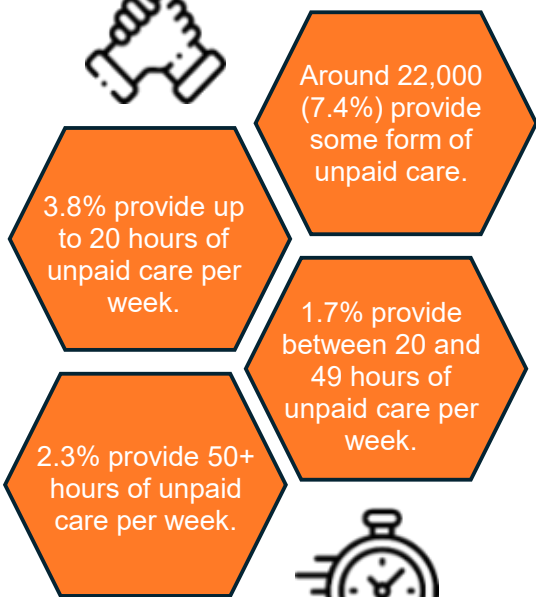 Around 22,000
(7.4%) provide
some form of
unpaid care.
3.8% provide up
to 20 hours of
unpaid care per
week.
1.7% provide
between 20 and
49 hours of
unpaid care per
week.
2.3% provide 50+
hours of unpaid
care per week.